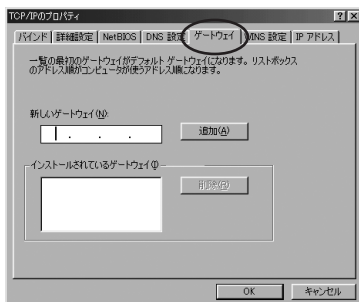 TCP/IPのプロパティ
バインド 詳細設定 NetBIOS DNS 設定 ゲートウェイ WINS 設定 IP アドレス
一覧の最初のゲートウェイがデフォルト ゲートウェイになります。リストボックス
のアドレス順がコンピュータが使うアドレス順になります。
新しいゲートウェイ(N):
. . .
追加(A)
インストールされているゲートウェイ(I)
削除(R)
OK キャンセル